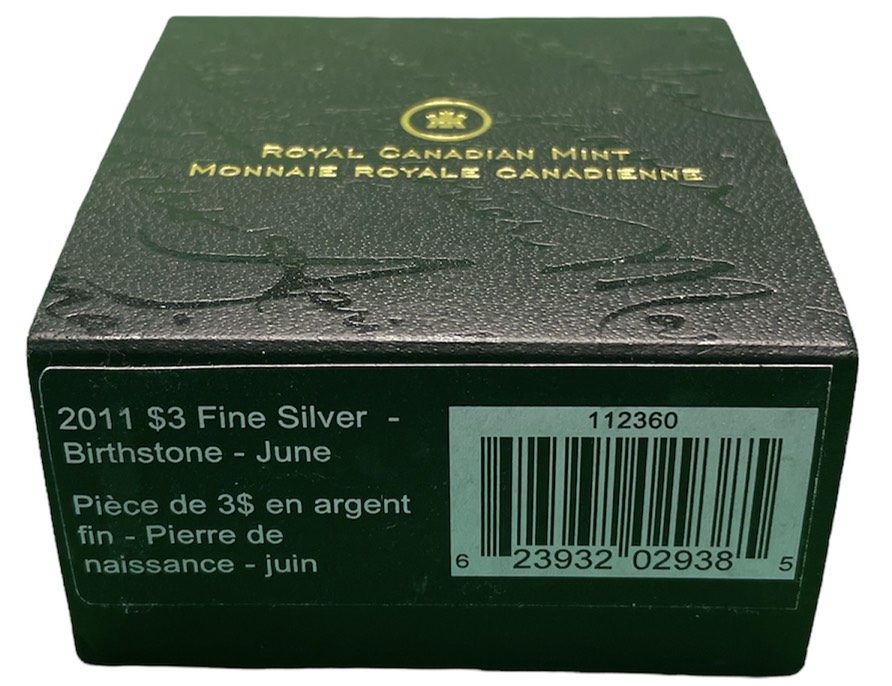 ROYAL CANADIAN MINT
MONNAIE ROYALE CANADIENNE
2011 $3 Fine Silver -
Birthstone - June
Pièce de 3$ en argent
fin - Pierre de
naissance - juin
112360
6 23932 02938 5